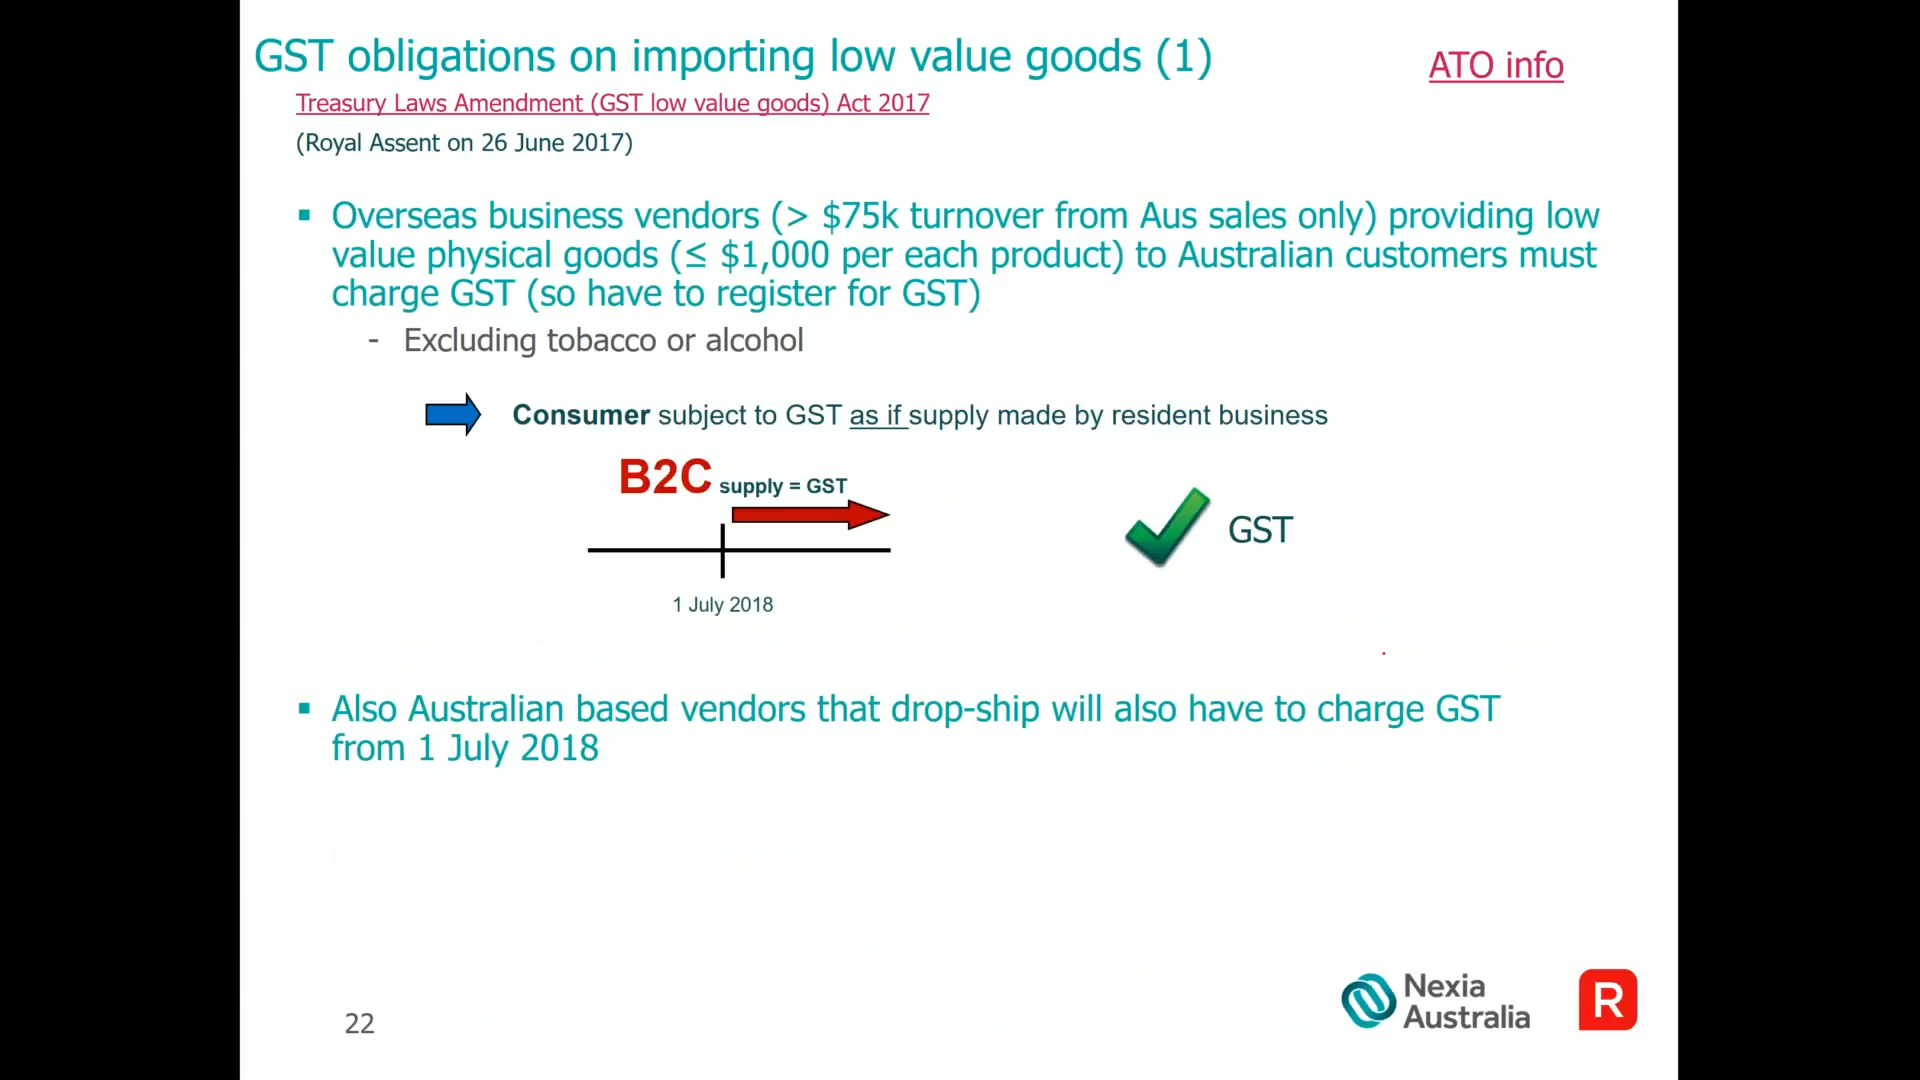 GST obligations on importing low value goods (1)
ATO info
Treasury Laws Amendment (GST low value goods) Act 2017
(Royal Assent on 26 June 2017)
▪ Overseas business vendors (> $75k turnover from Aus sales only) providing low
value physical goods (≤ $1,000 per each product) to Australian customers must
charge GST (so have to register for GST)
- Excluding tobacco or alcohol
Consumer subject to GST as if supply made by resident business
B2C supply = GST
GST
1 July 2018
▪ Also Australian based vendors that drop-ship will also have to charge GST
from 1 July 2018
Nexia
Australia
R
22